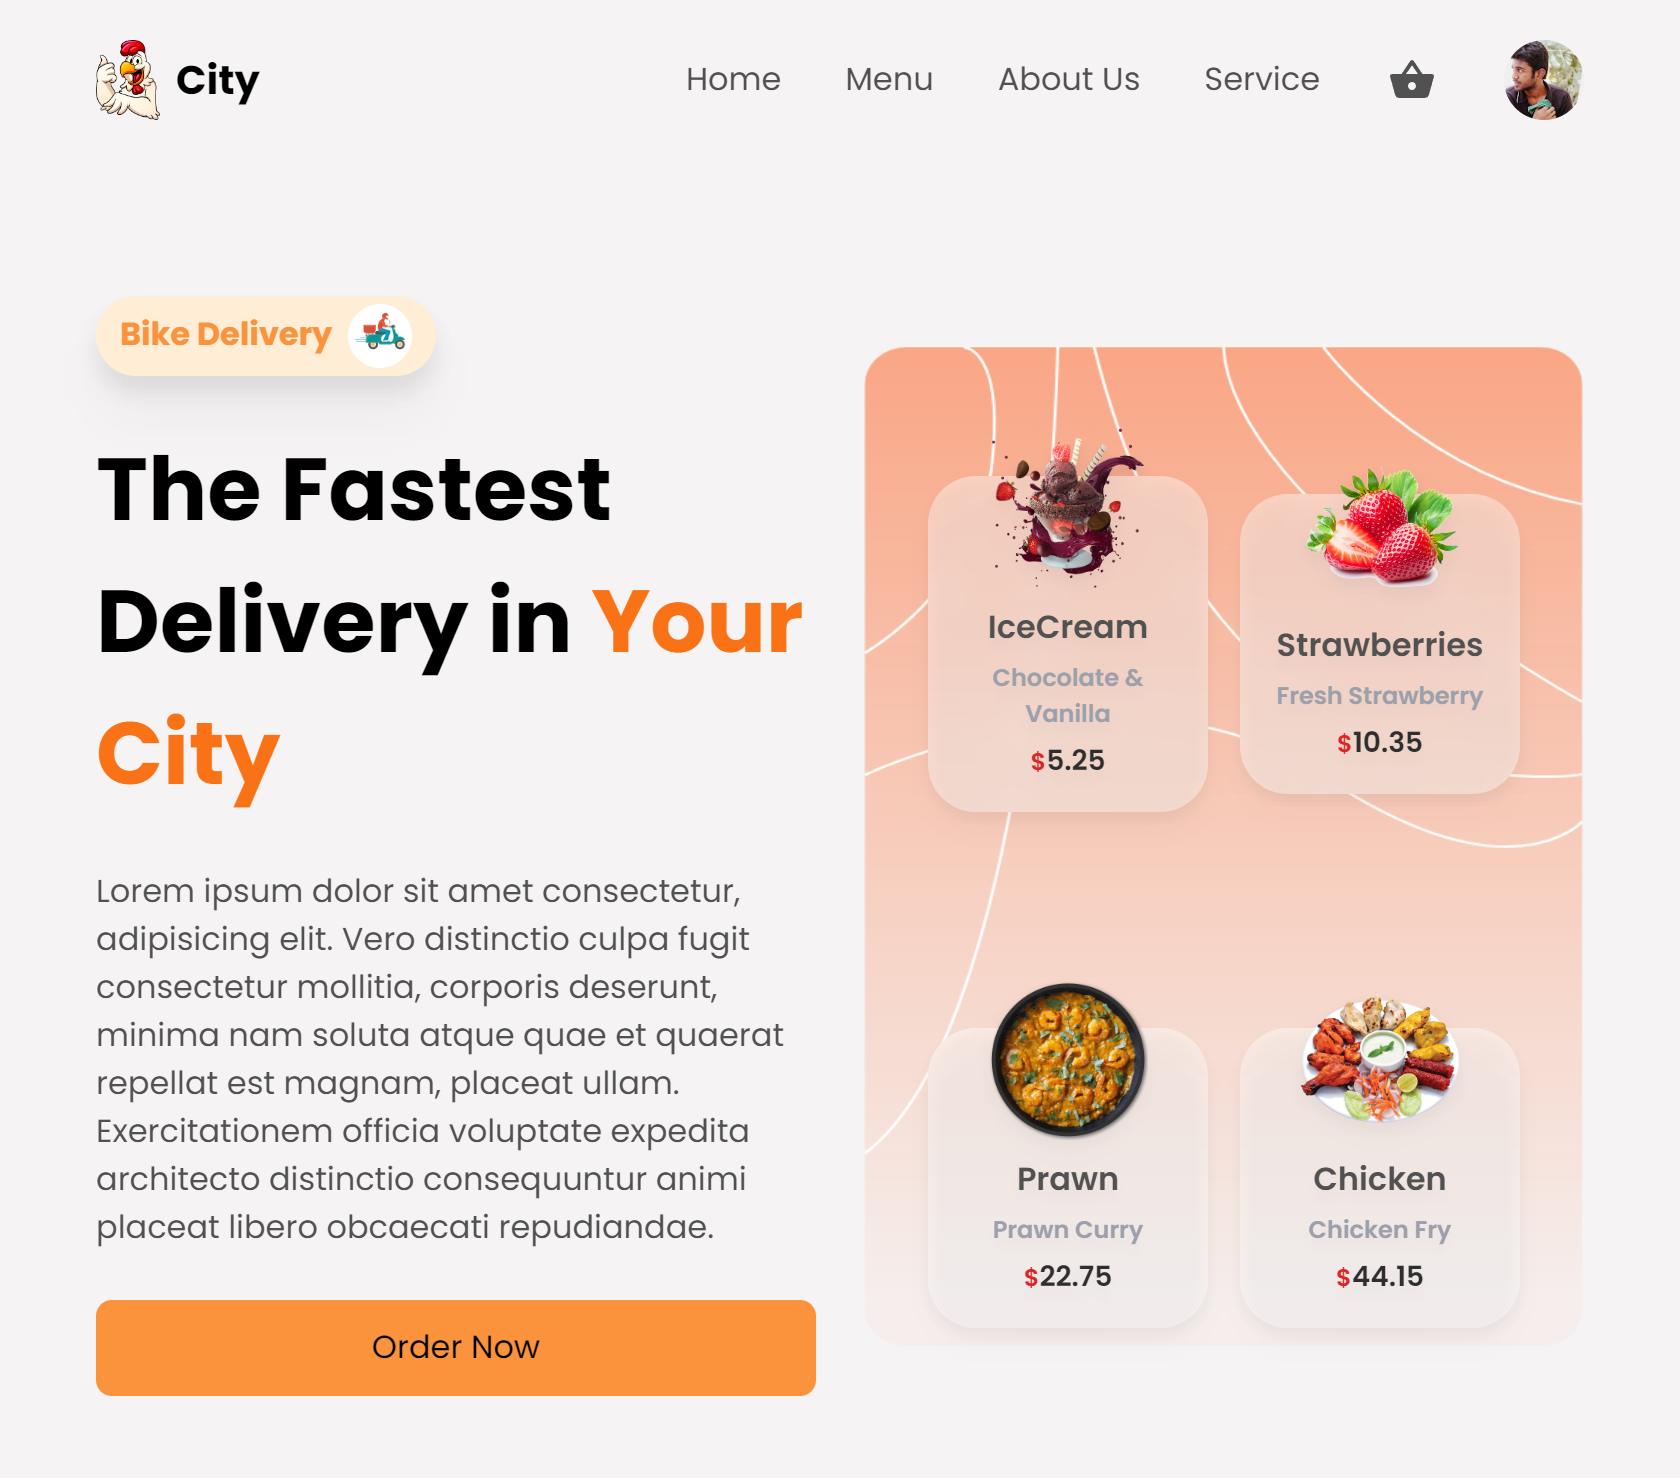 City
Home
Menu
About Us
Service
Bike Delivery
The Fastest
Delivery in Your
City
Lorem ipsum dolor sit amet consectetur,
adipisicing elit. Vero distinctio culpa fugit
consectetur mollitia, corporis deserunt,
minima nam soluta atque quae et quaerat
repellat est magnam, placeat ullam.
Exercitationem officia voluptate expedita
architecto distinctio consequuntur animi
placeat libero obcaecati repudiandae.
Order Now
IceCream
Chocolate &
Vanilla
$5.25
Strawberries
Fresh Strawberry
$10.35
Prawn
Prawn Curry
$22.75
Chicken
Chicken Fry
$44.15